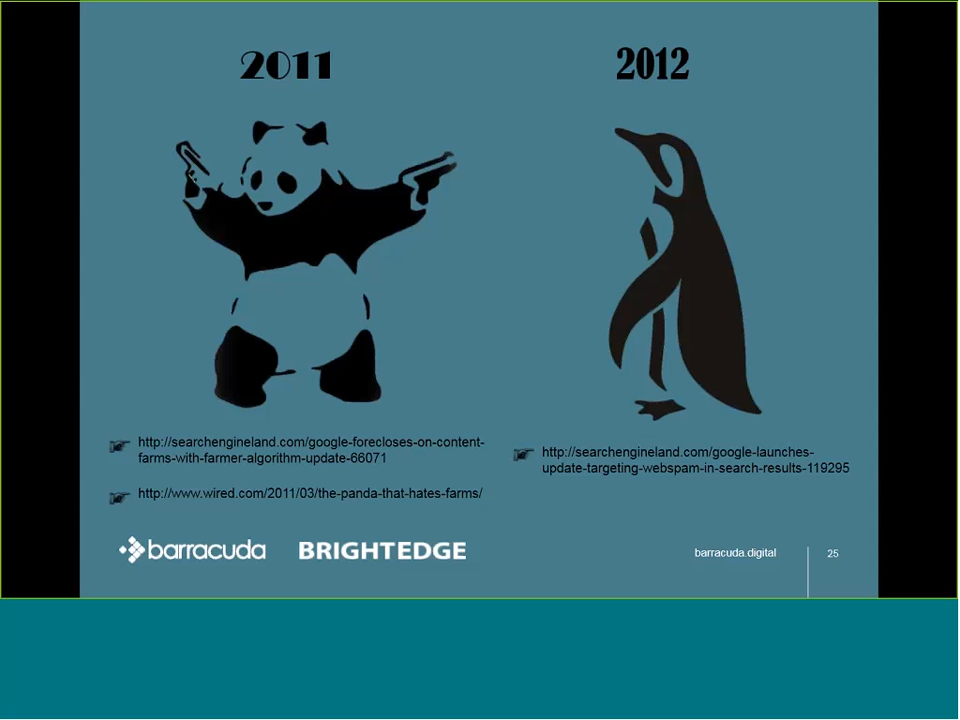 2011
2012
http://searchengineland.com/google-forecloses-on-content-
farms-with-farmer-algorithm-update-66071
http://www.wired.com/2011/03/the-panda-that-hates-farms/
http://searchengineland.com/google-launches-
update-targeting-webspam-in-search-results-119295
barracuda
BRIGHTEDGE
barracuda.digital
25